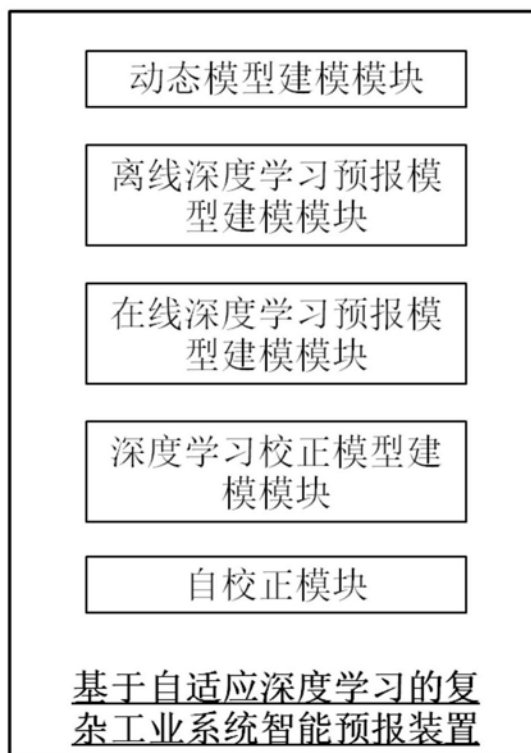 动态模型建模模块
离线深度学习预报模
型建模模块
在线深度学习预报模
型建模模块
深度学习校正模型建
模模块
自校正模块
基于自适应深度学习的复
杂工业系统智能预报装置